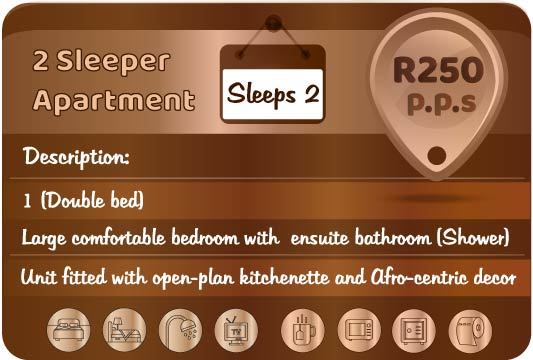 2 Sleeper
Apartment
Sleeps 2
R250
p.p.s
Description:
1 (Double bed)
Large comfortable bedroom with ensuite bathroom (Shower)
Unit fitted with open-plan kitchenette and Afro-centric decor
TV